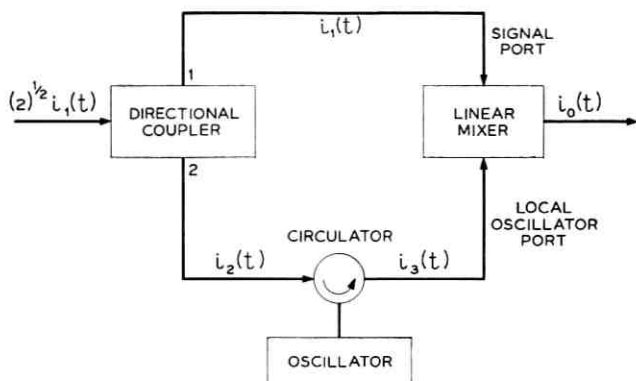 i₁(t)
SIGNAL
PORT
1
(2)^½ i₁(t)
DIRECTIONAL
COUPLER
LINEAR
MIXER
i₀(t)
2
LOCAL
OSCILLATOR
PORT
CIRCULATOR
i₂(t)
i₃(t)
OSCILLATOR